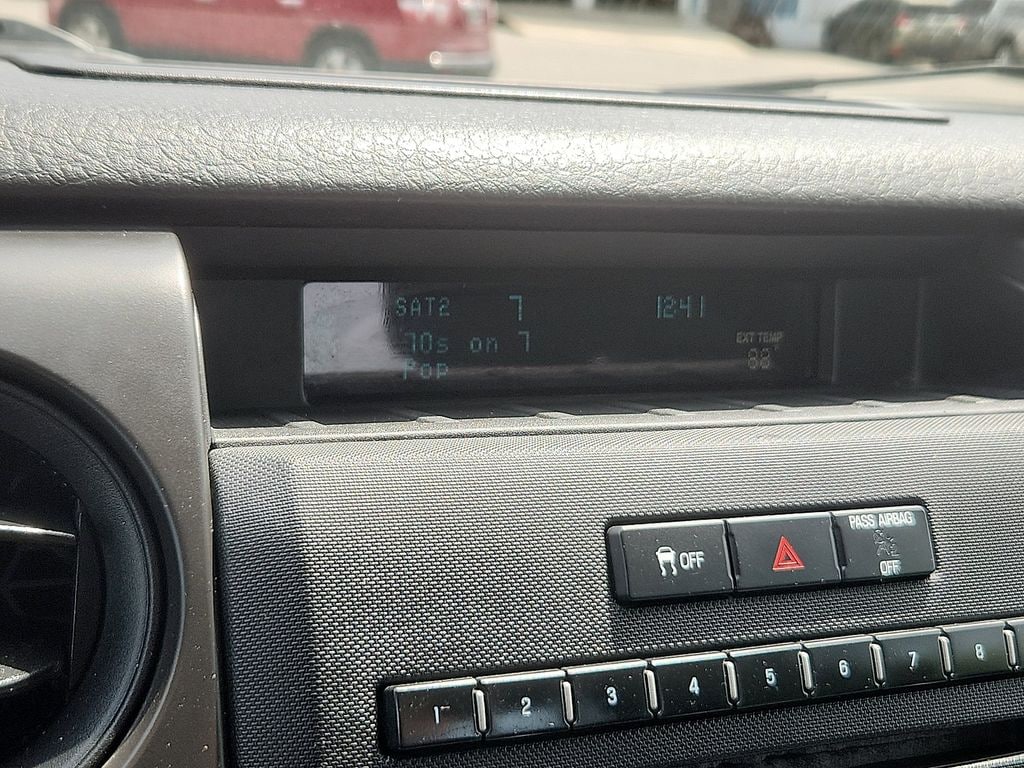 SAT2 7 12:41
70s on 7
EXT TEMP
Pop
OFF
PASS AIRBAG
OFF
1 2 3 4 5 6 7 8